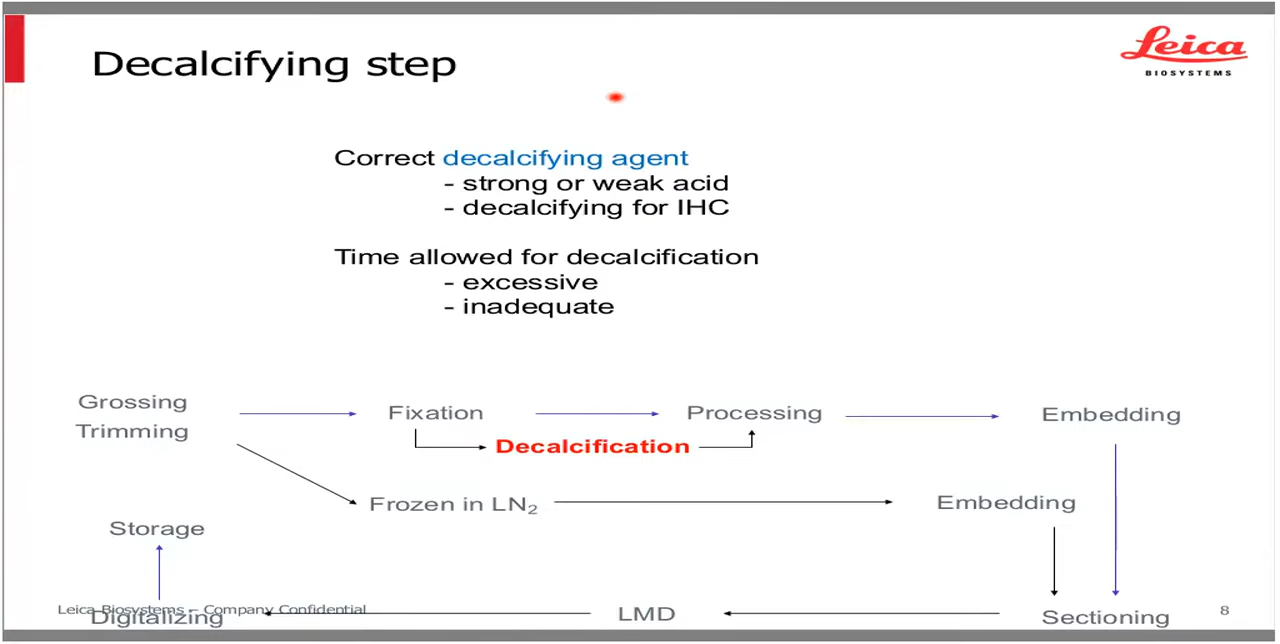 Decalcifying step
Leica
BIOSYSTEMS
Correct decalcifying agent
- strong or weak acid
- decalcifying for IHC
Time allowed for decalcification
- excessive
- inadequate
Grossing
Trimming
Fixation
Processing
Embedding
Decalcification
Frozen in LN₂
Embedding
Storage
Leica Biosystems – Company Confidential
8
Digitalizing
LMD
Sectioning